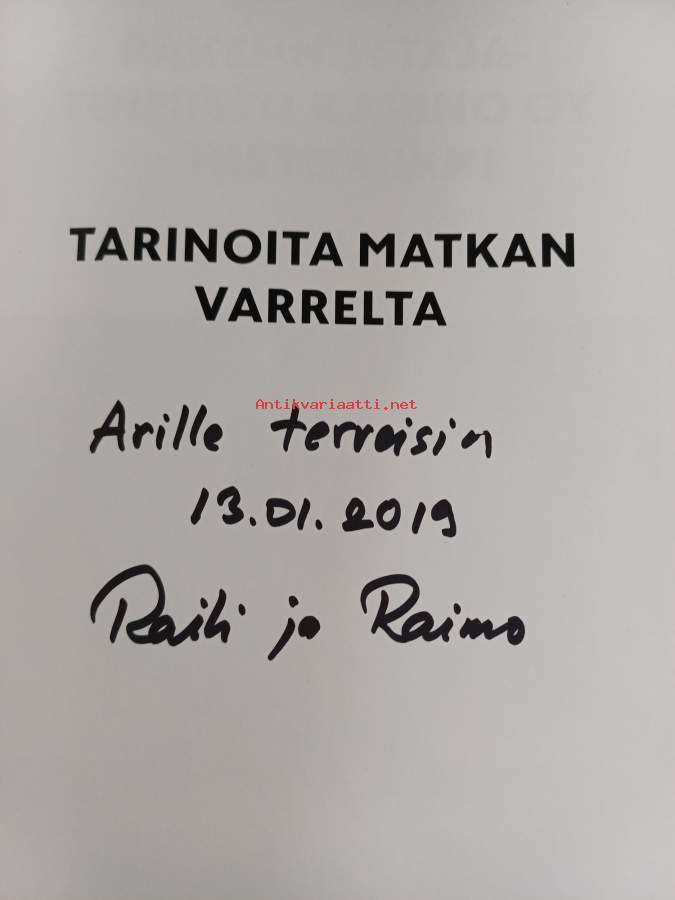 TARINOITA MATKAN
VARRELTA
Antikvariaatti.net
Arille terveisin
13.01.2019
Raili ja Raimo